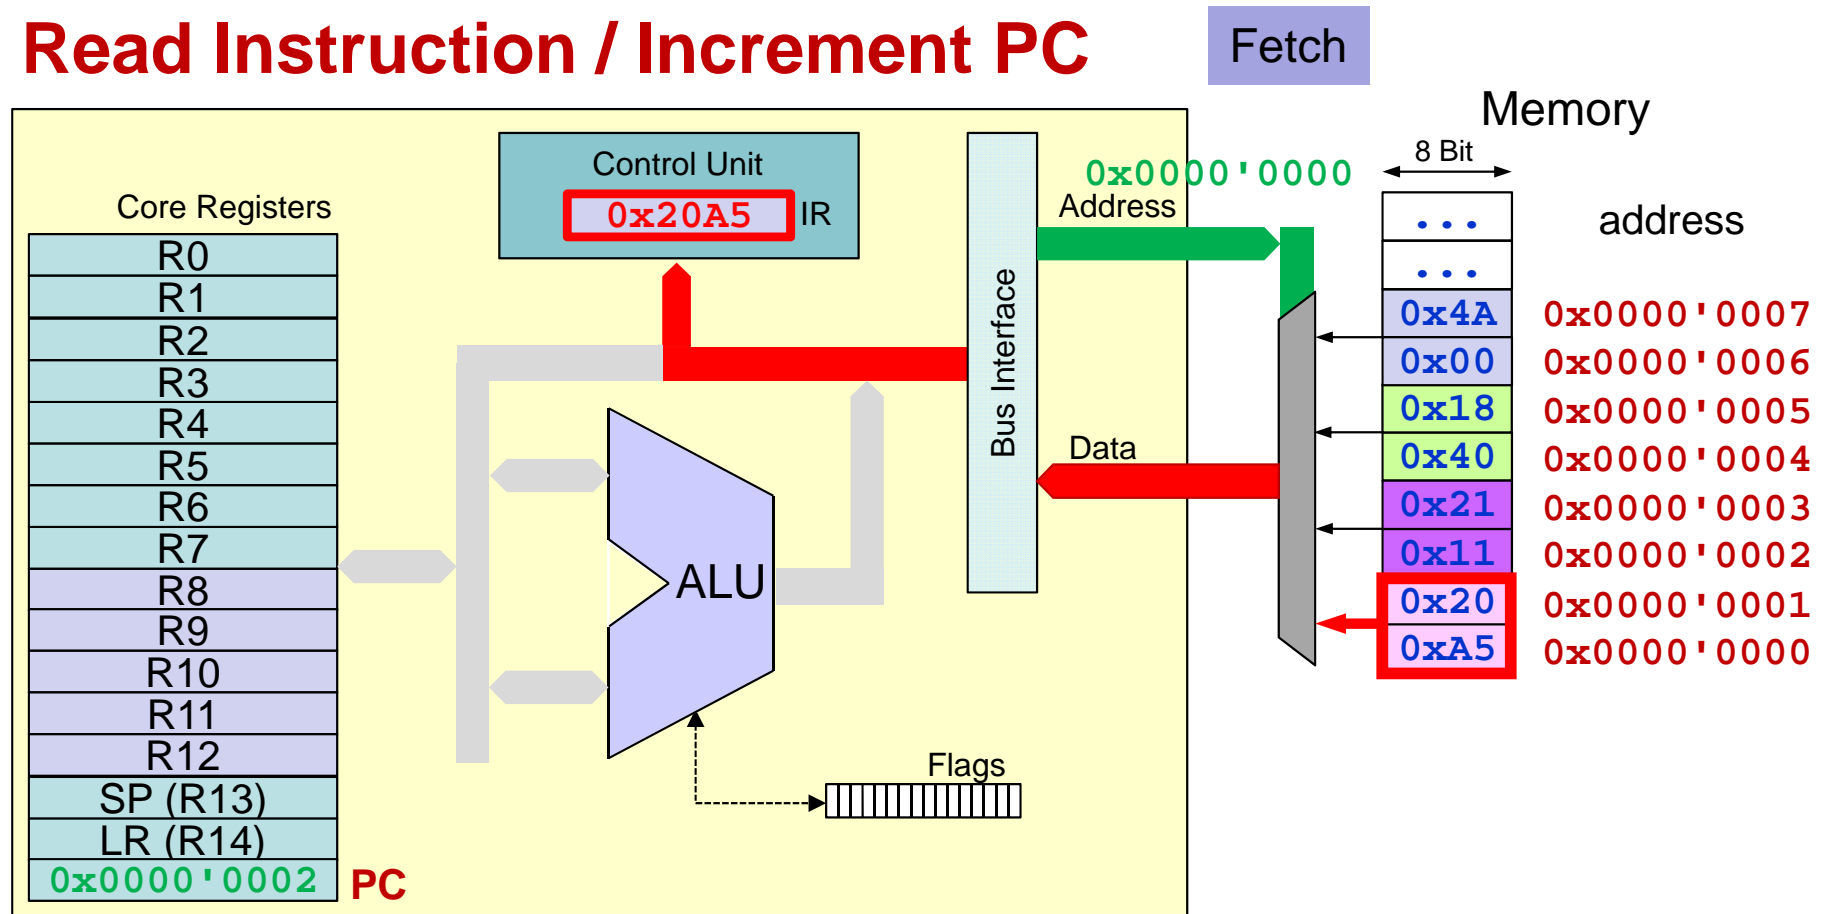 Read Instruction / Increment PC
Fetch
Memory
8 Bit
address
Control Unit
0x20A5 IR
Core Registers
R0
R1
R2
R3
R4
R5
R6
R7
R8
R9
R10
R11
R12
SP (R13)
LR (R14)
0x0000'0002 PC
ALU
Flags
Bus Interface
0x0000'0000
Address
Data
...
...
0x4A 0x0000'0007
0x00 0x0000'0006
0x18 0x0000'0005
0x40 0x0000'0004
0x21 0x0000'0003
0x11 0x0000'0002
0x20 0x0000'0001
0xA5 0x0000'0000